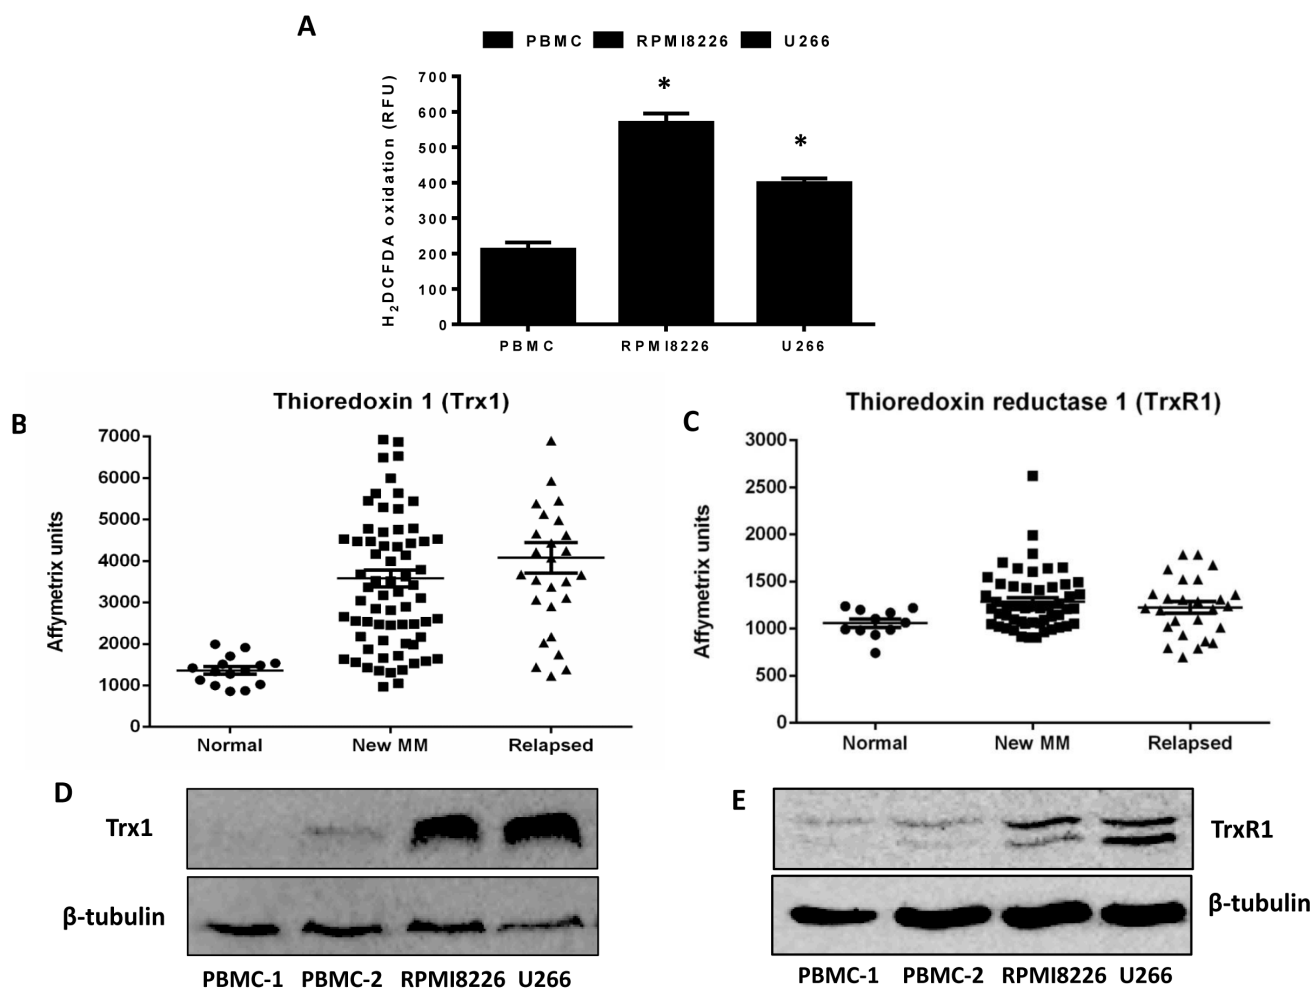 A
PBMC RPMI8226 U266
H2DCFDA oxidation (RFU)
700
600
500
400
300
200
100
0
* *
PBMC RPMI8226 U266
B
Thioredoxin 1 (Trx1)
Affymetrix units
7000
6000
5000
4000
3000
2000
1000
0
Normal New MM Relapsed
C
Thioredoxin reductase 1 (TrxR1)
Affymetrix units
3000
2500
2000
1500
1000
500
0
Normal New MM Relapsed
D
Trx1
β-tubulin
PBMC-1 PBMC-2 RPMI8226 U266
E
TrxR1
β-tubulin
PBMC-1 PBMC-2 RPMI8226 U266